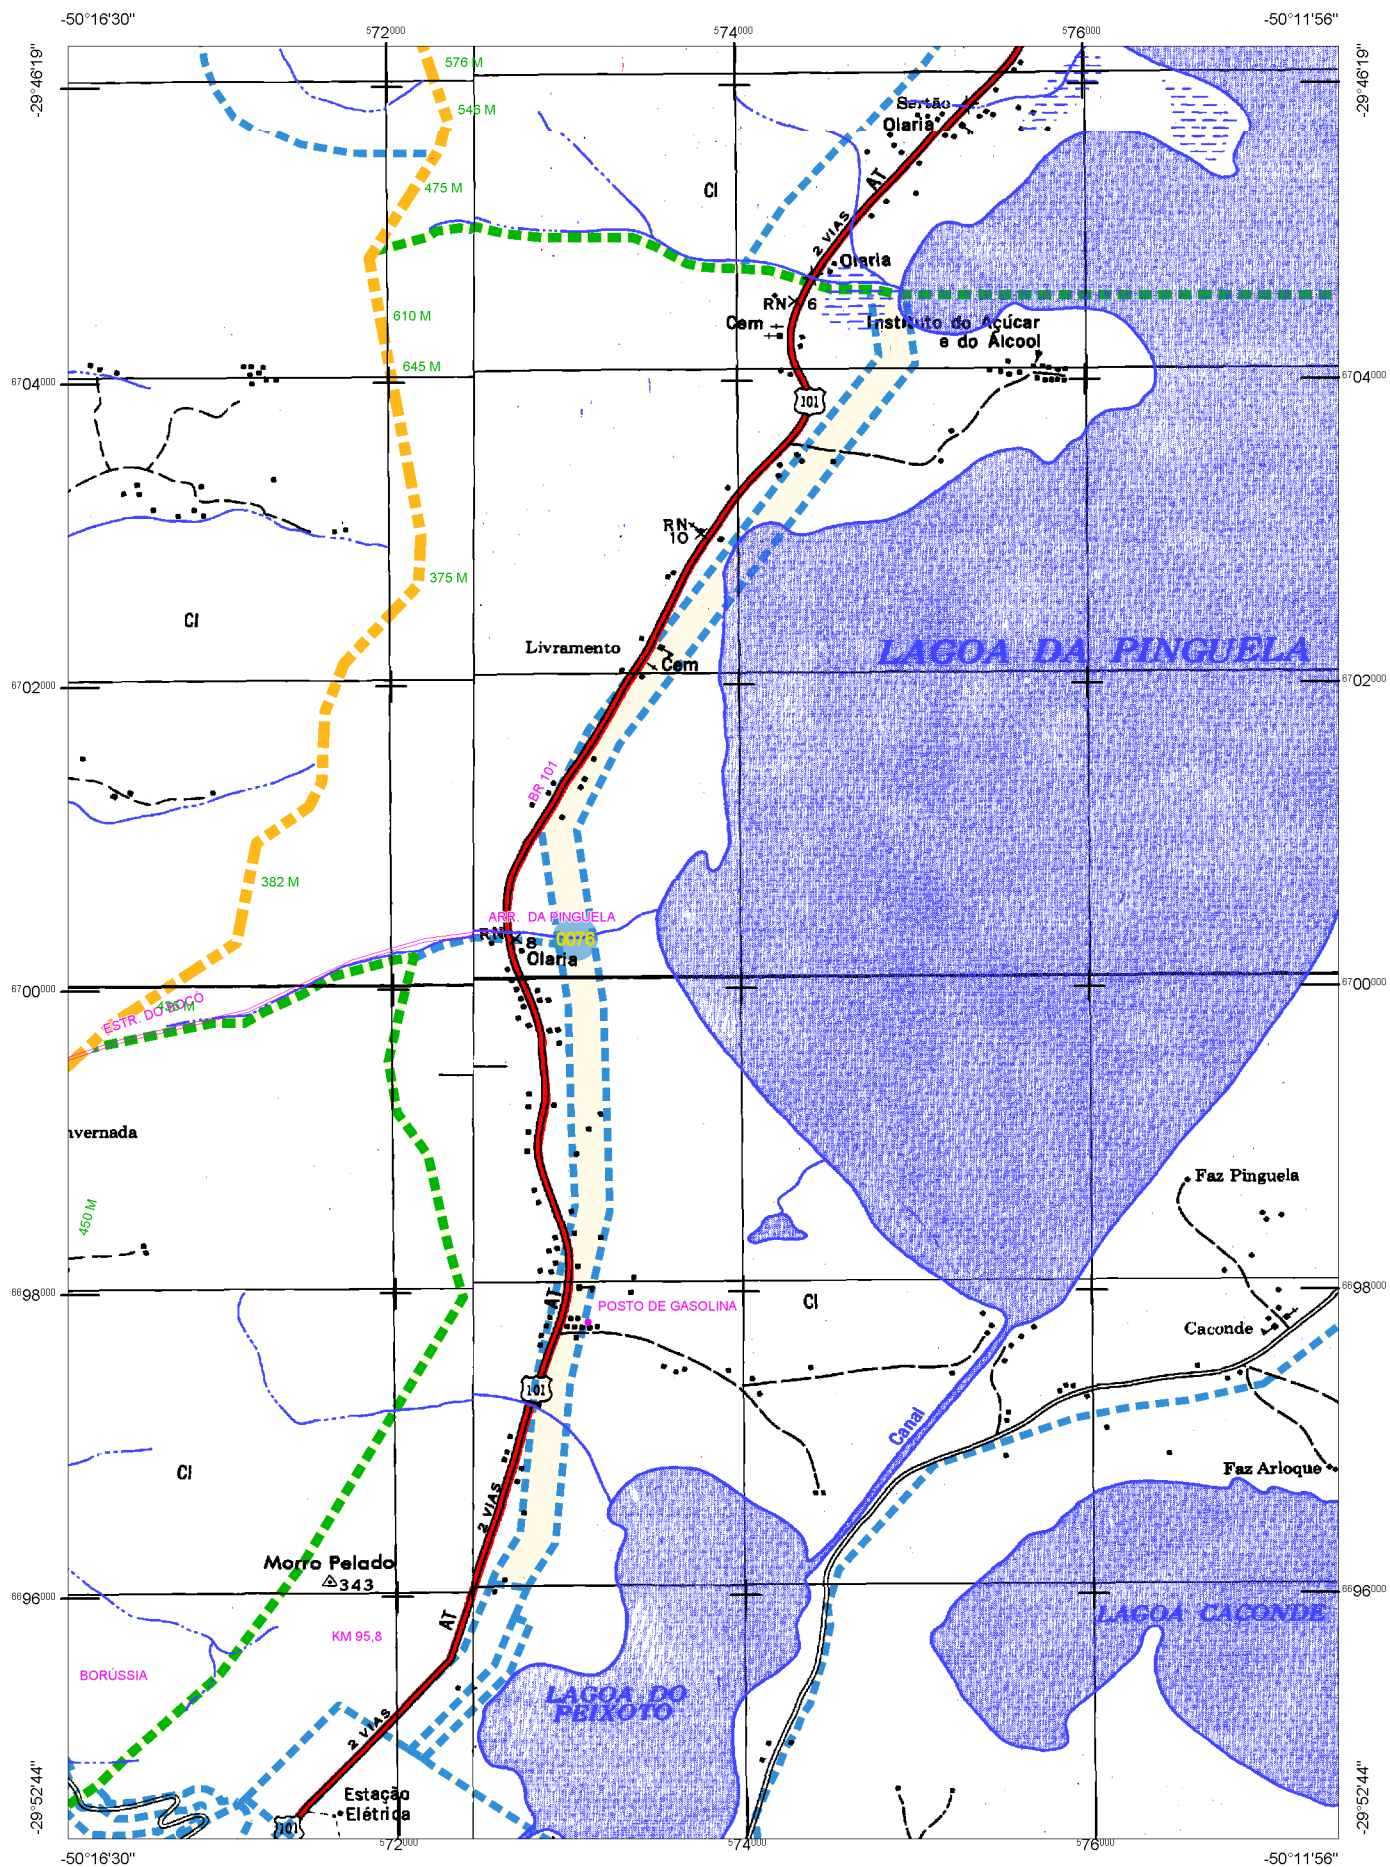 -50°16'30"
-50°11'56"
572000
574000
576000
-29°46'19"
-29°46'19"
576 M
545 M
Sertão
Olaria
475 M
CI
AT
2 VIAS
Olaria
RN 6
610 M
Cem
Instituto do Açúcar
e do Álcool
645 M
6704000
6704000
101
RN
10
375 M
CI
Livramento
LAGOA DA PINGUELA
Cem
6702000
6702000
BR 101
382 M
ARR. DA PINGUELA
RN
8
0076
Olaria
6700000
6700000
ESTR. DO BOCÓ
nvernada
Faz Pinguela
450 M
6698000
6698000
AT
POSTO DE GASOLINA
CI
Caconde
101
Canal
CI
Faz Arloque
2 VIAS
Morro Pelado
343
6696000
6696000
AT
LAGOA CACONDE
KM 95,8
BORÚSSIA
LAGOA DO
PEIXOTO
2 VIAS
Estação
Elétrica
101
-29°52'44"
-29°52'44"
572000
574000
576000
-50°16'30"
-50°11'56"